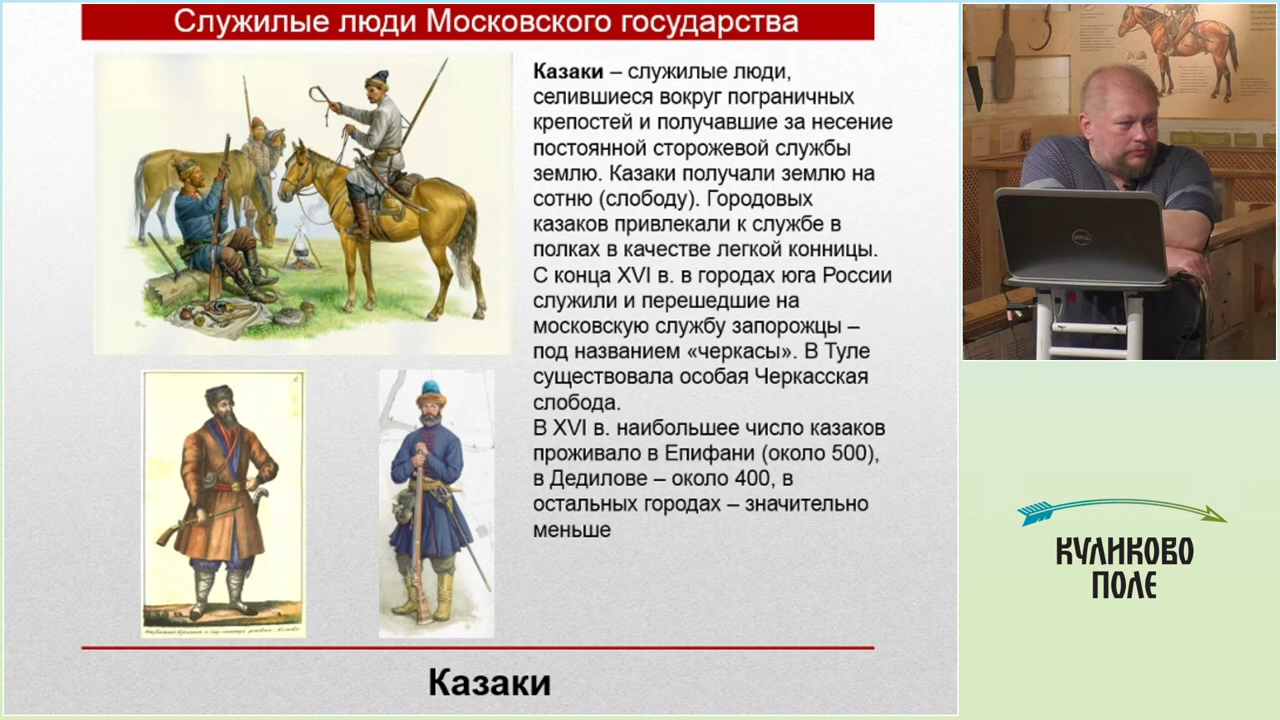 Служилые люди Московского государства
Казаки – служилые люди,
селившиеся вокруг пограничных
крепостей и получавшие за несение
постоянной сторожевой службы
землю. Казаки получали землю на
сотню (слободу). Городовых
казаков привлекали к службе в
полках в качестве легкой конницы.
С конца XVI в. в городах юга России
служили и перешедшие на
московскую службу запорожцы –
под названием «черкасы». В Туле
существовала особая Черкасская
слобода.
В XVI в. наибольшее число казаков
проживало в Епифани (около 500),
в Дедилове – около 400, в
остальных городах – значительно
меньше
Казаки
DELL
КУЛИКОВО
ПОЛЕ